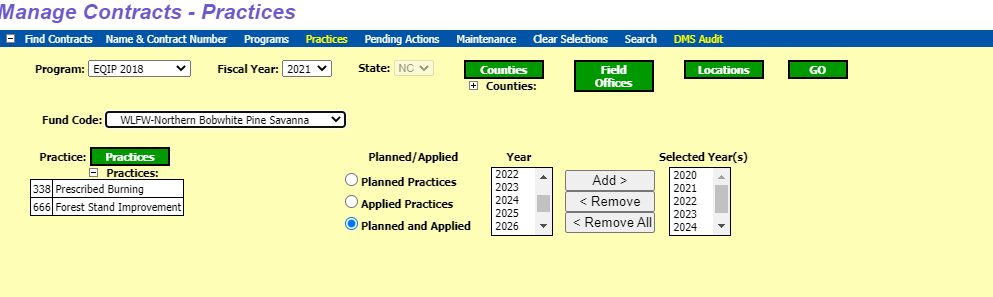 Manage Contracts - Practices
Find Contracts Name & Contract Number Programs Practices Pending Actions Maintenance Clear Selections Search DMS Audit
Program: EQIP 2018 Fiscal Year: 2021 State: NC Counties Field Offices Locations GO
Counties:
Fund Code: WLFW-Northern Bobwhite Pine Savanna
Practice: Practices Planned/Applied Year Selected Year(s)
Practices:
338 Prescribed Burning
666 Forest Stand Improvement
Planned Practices
Applied Practices
Planned and Applied
2022
2023
2024
2025
2026
Add >
< Remove
< Remove All
2020
2021
2022
2023
2024